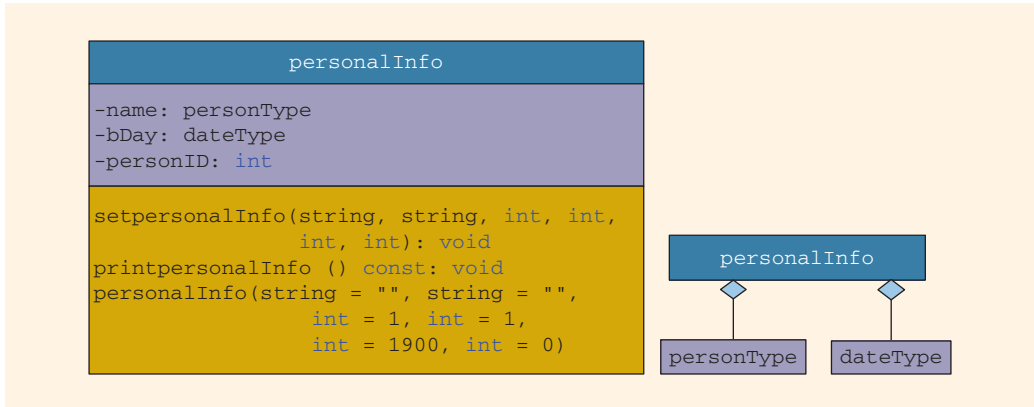 personalInfo
-name: personType
-bDay: dateType
-personID: int
setpersonalInfo(string, string, int, int,
int, int): void
printpersonalInfo () const: void
personalInfo(string = "", string = "",
int = 1, int = 1,
int = 1900, int = 0)
personalInfo
personType
dateType